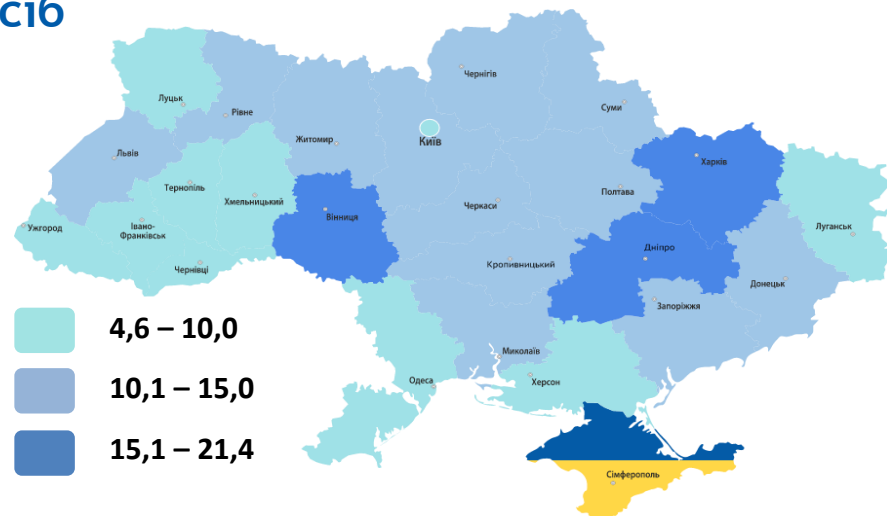 сіб
Чернігів
Луцьк
Суми
Рівне
Житомир
Київ
Харків
Львів
Тернопіль
Хмельницький
Полтава
Черкаси
Вінниця
Ужгород
Івано-
Франківськ
Луганськ
Дніпро
Чернівці
Кропивницький
Донецьк
Запоріжжя
4,6 – 10,0
Миколаїв
Одеса
Херсон
10,1 – 15,0
15,1 – 21,4
Сімферополь